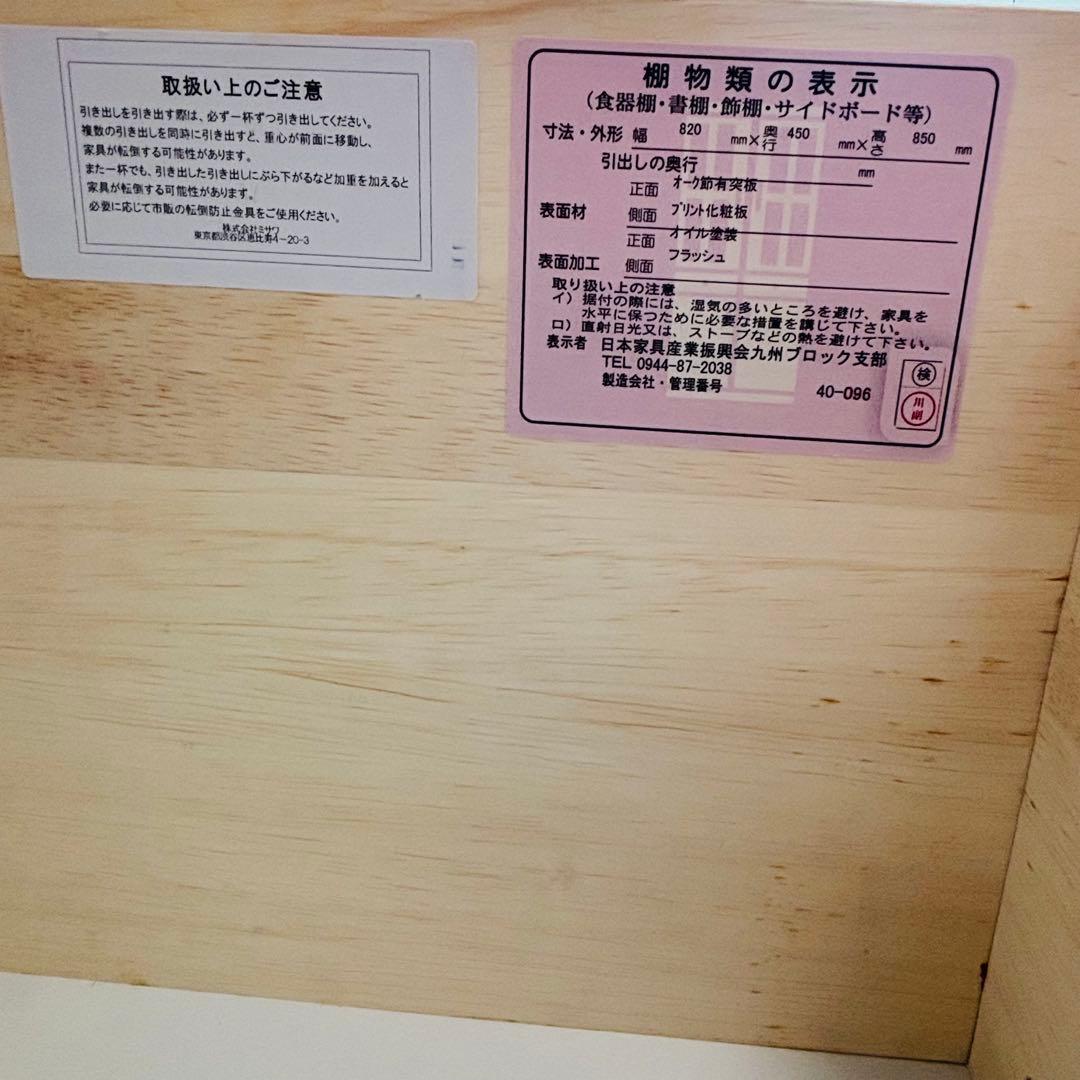 取扱い上のご注意
引き出しを引き出す際は、必ず一杯ずつ引き出してください。
複数の引き出しを同時に引き出すと、重心が前面に移動し、
家具が転倒する可能性があります。
また一杯でも、引き出した引き出しにぶら下がるなど加重を加えると
家具が転倒する可能性があります。
必要に応じて市販の転倒防止金具をご使用ください。
株式会社ミサワ
東京都渋谷区恵比寿4-20-3
棚物類の表示
(食器棚・書棚・飾棚・サイドボード等)
寸法・外形 幅 820 mm×奥行 450 mm×高さ 850 mm
引出しの奥行 mm
表面材 正面 オーク節有突板
側面 プリント化粧板
表面加工 正面 オイル塗装
側面 フラッシュ
取り扱い上の注意
イ)据付の際には、湿気の多いところを避け、家具を
水平に保つために必要な措置を講じて下さい。
ロ)直射日光又は、ストーブなどの熱を避けて下さい。
表示者 日本家具産業振興会九州ブロック支部
TEL 0944-87-2038
製造会社・管理番号 40-096
検
川副